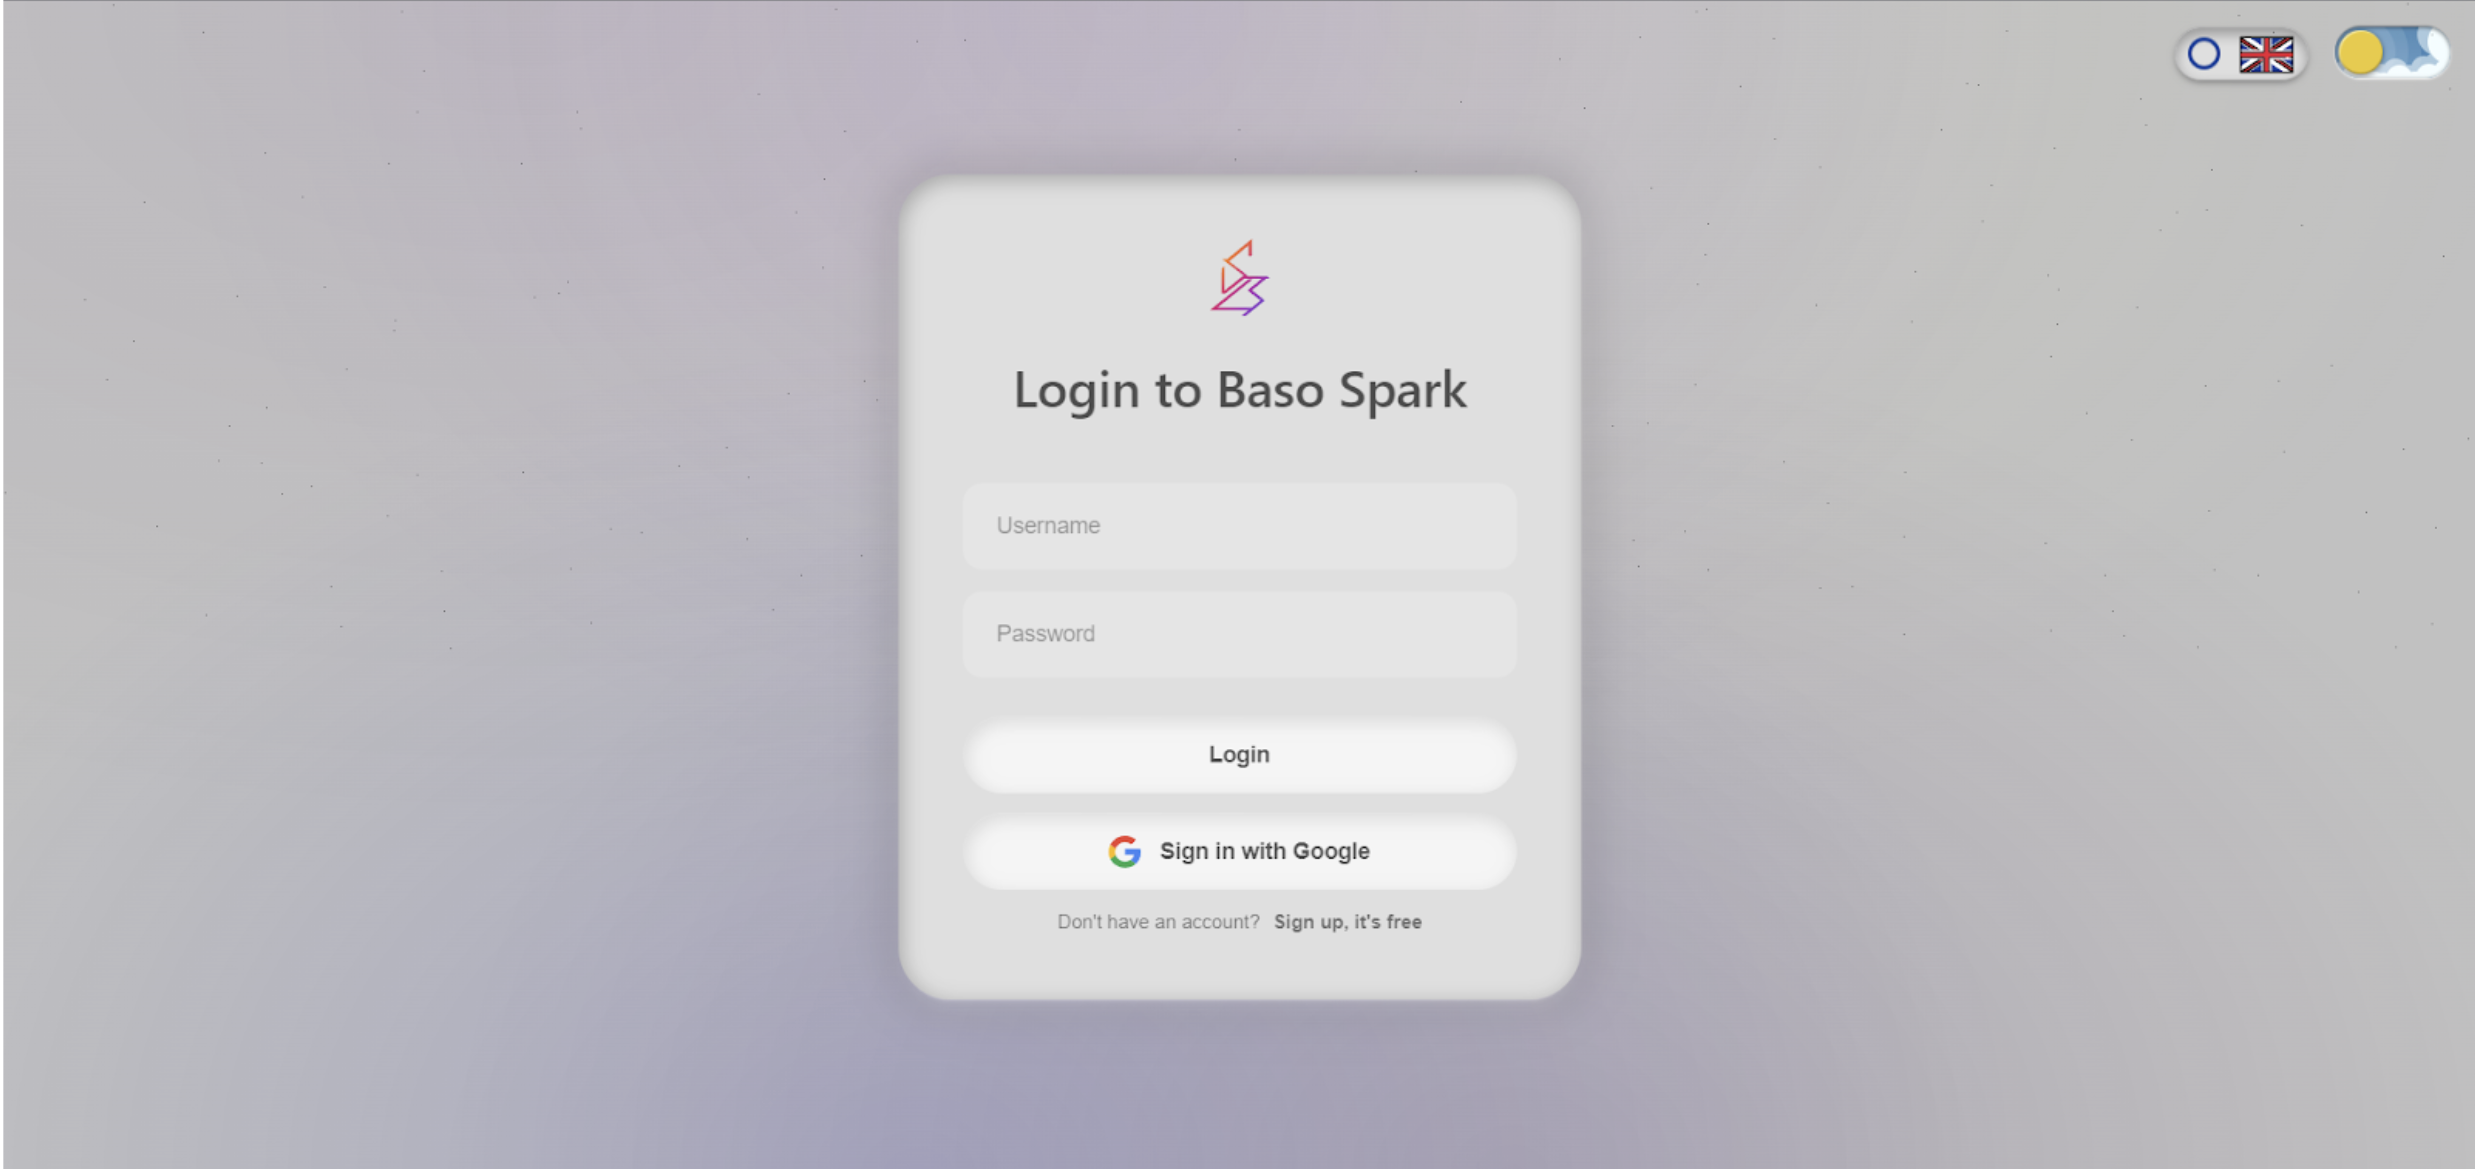 Login to Baso Spark
Username
Password
Login
Sign in with Google
Don't have an account? Sign up, it's free